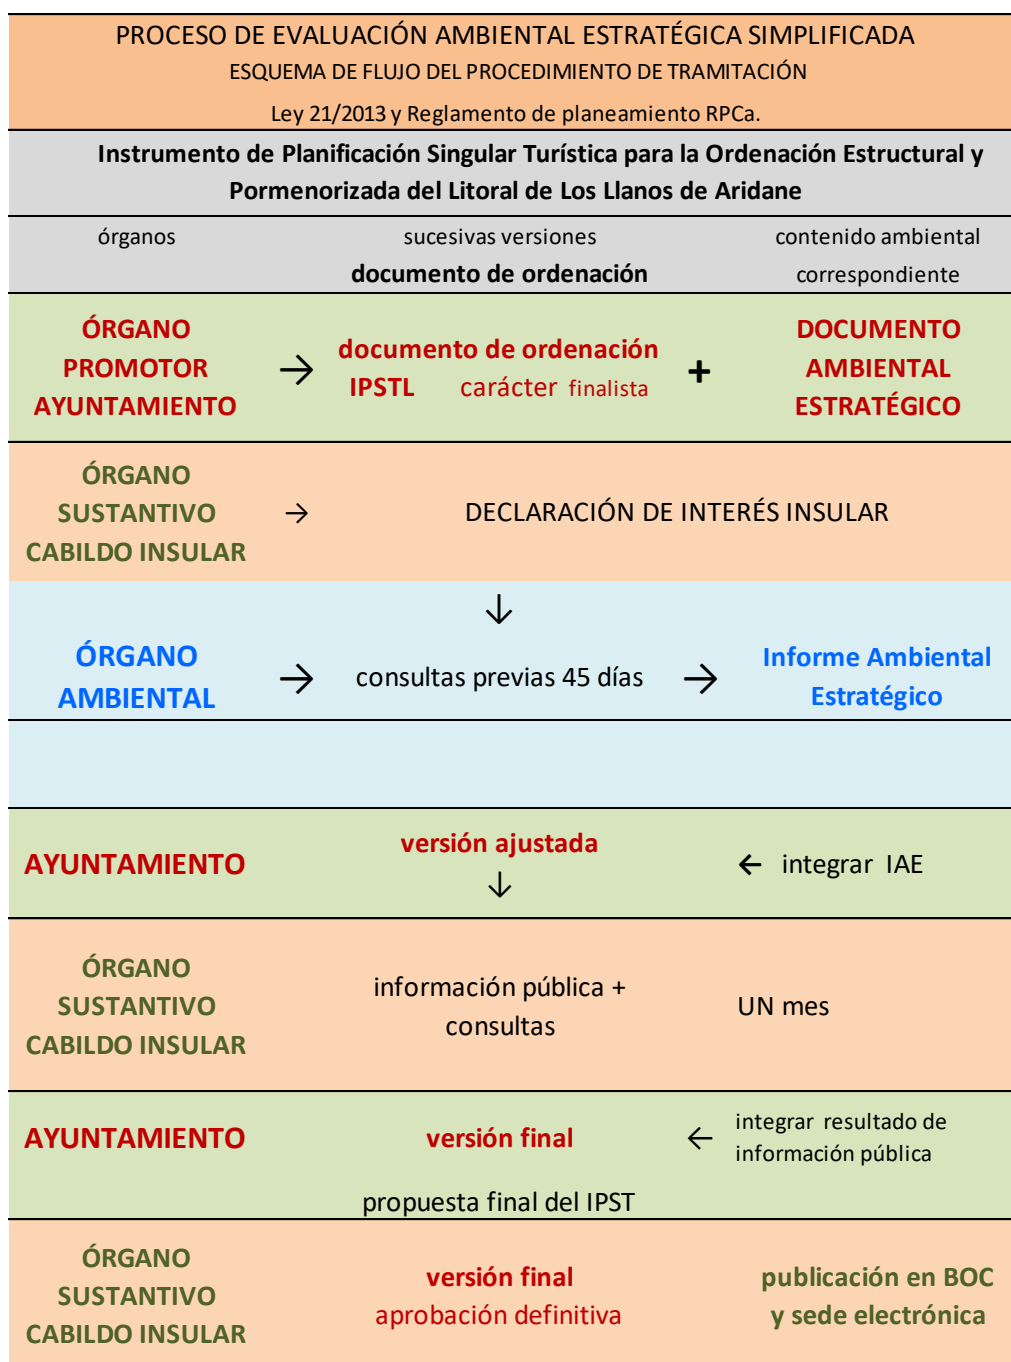 PROCESO DE EVALUACIÓN AMBIENTAL ESTRATÉGICA SIMPLIFICADA
ESQUEMA DE FLUJO DEL PROCEDIMIENTO DE TRAMITACIÓN
Ley 21/2013 y Reglamento de planeamiento RPCa.
Instrumento de Planificación Singular Turística para la Ordenación Estructural y
Pormenorizada del Litoral de Los Llanos de Aridane
órganos
sucesivas versiones
documento de ordenación
contenido ambiental
correspondiente
ÓRGANO
PROMOTOR
AYUNTAMIENTO
→
documento de ordenación
IPSTL carácter finalista
+
DOCUMENTO
AMBIENTAL
ESTRATÉGICO
ÓRGANO
SUSTANTIVO
CABILDO INSULAR
→
DECLARACIÓN DE INTERÉS INSULAR
↓
ÓRGANO
AMBIENTAL
→
consultas previas 45 días
→
Informe Ambiental
Estratégico
AYUNTAMIENTO
versión ajustada
↓
← integrar IAE
ÓRGANO
SUSTANTIVO
CABILDO INSULAR
información pública +
consultas
UN mes
AYUNTAMIENTO
versión final
←
integrar resultado de
información pública
propuesta final del IPST
ÓRGANO
SUSTANTIVO
CABILDO INSULAR
versión final
aprobación definitiva
publicación en BOC
y sede electrónica